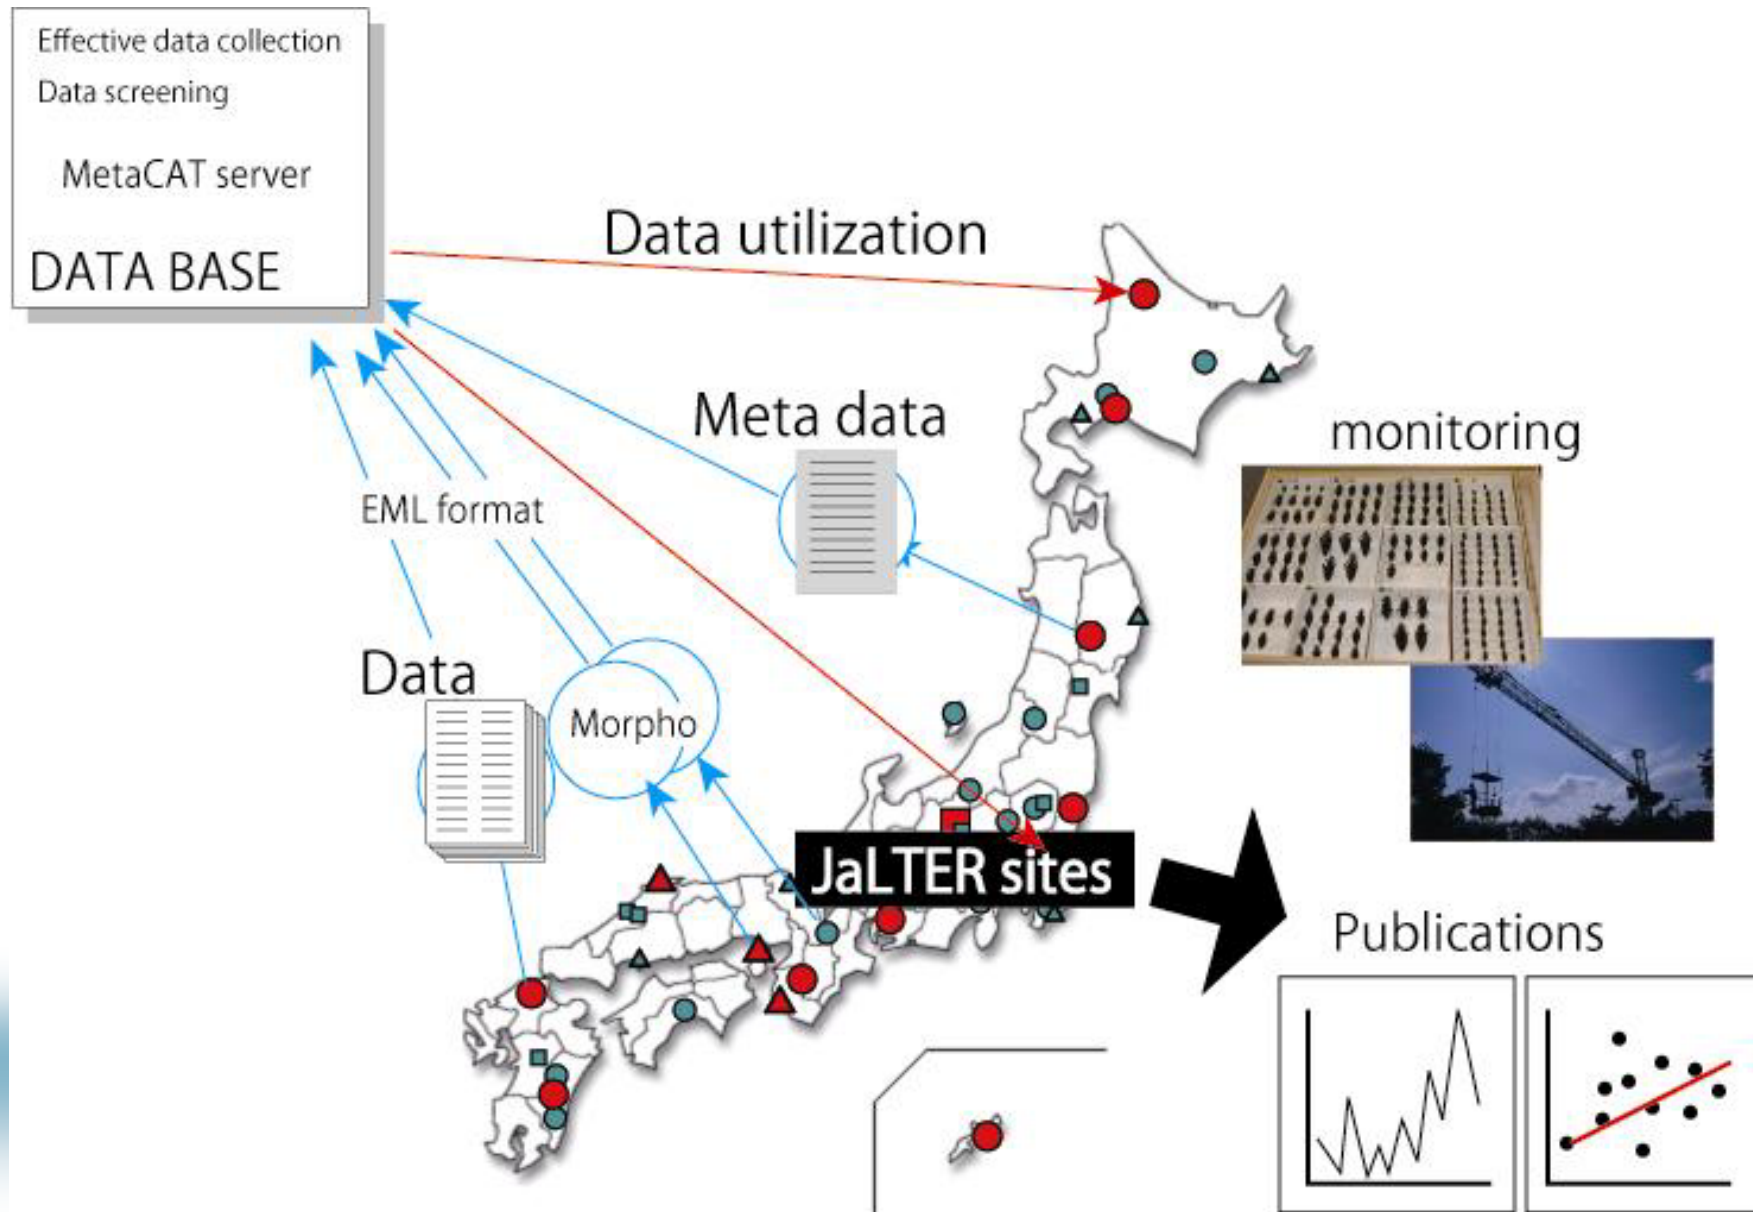 Effective data collection
Data screening
MetaCAT server
DATA BASE
Data utilization
Meta data
monitoring
EML format
Data
Morpho
JaLTER sites
Publications